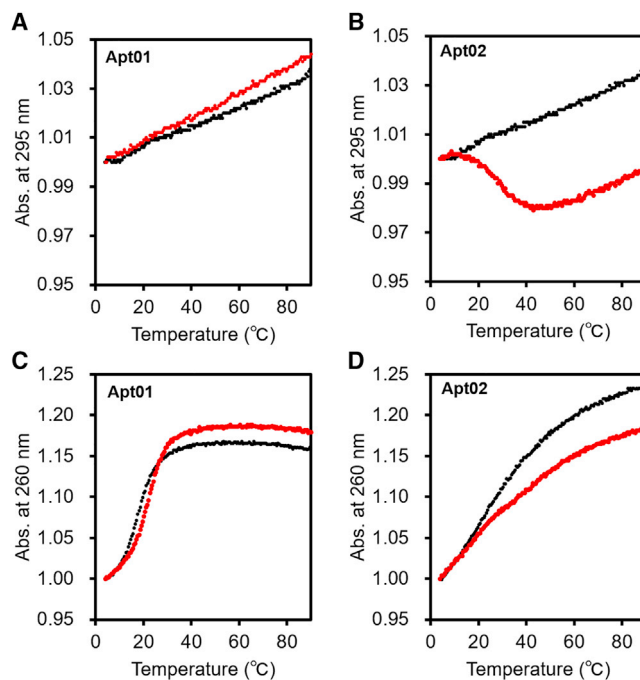 A
B
1.05
1.03
1.01
0.99
0.97
0.95
Abs. at 295 nm
Apt01
0 20 40 60 80
Temperature (°C)
1.05
1.03
1.01
0.99
0.97
0.95
Abs. at 295 nm
Apt02
0 20 40 60 80
Temperature (°C)
C
D
1.25
1.20
1.15
1.10
1.05
1.00
0.95
Abs. at 260 nm
Apt01
0 20 40 60 80
Temperature (°C)
1.25
1.20
1.15
1.10
1.05
1.00
0.95
Abs. at 260 nm
Apt02
0 20 40 60 80
Temperature (°C)